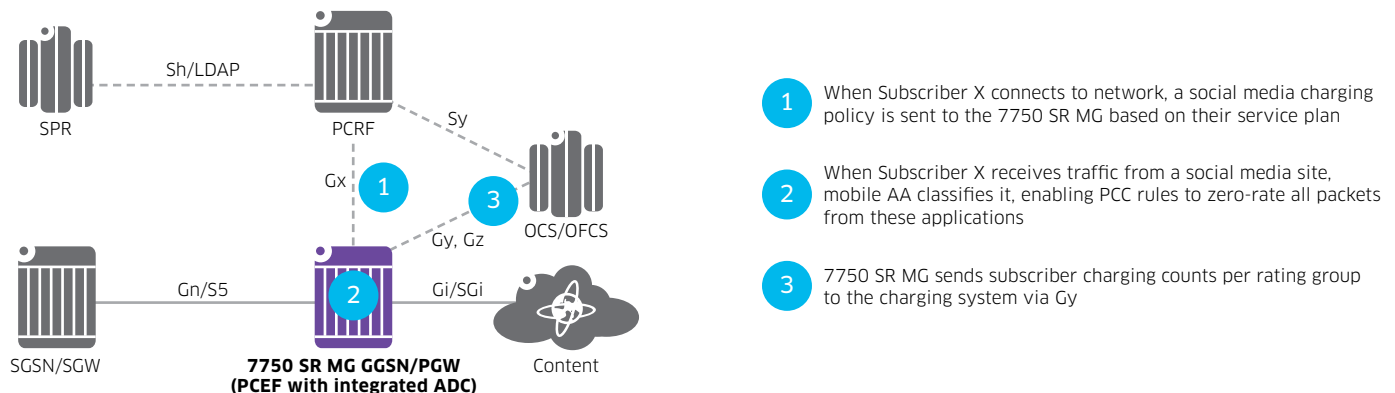 Sh/LDAP
SPR
PCRF
Sy
Gx
1
3
OCS/OFCS
Gy, Gz
Gn/S5
2
Gi/SGi
SGSN/SGW
7750 SR MG GGSN/PGW
(PCEF with integrated ADC)
Content
1
When Subscriber X connects to network, a social media charging
policy is sent to the 7750 SR MG based on their service plan
2
When Subscriber X receives traffic from a social media site,
mobile AA classifies it, enabling PCC rules to zero-rate all packets
from these applications
3
7750 SR MG sends subscriber charging counts per rating group
to the charging system via Gy